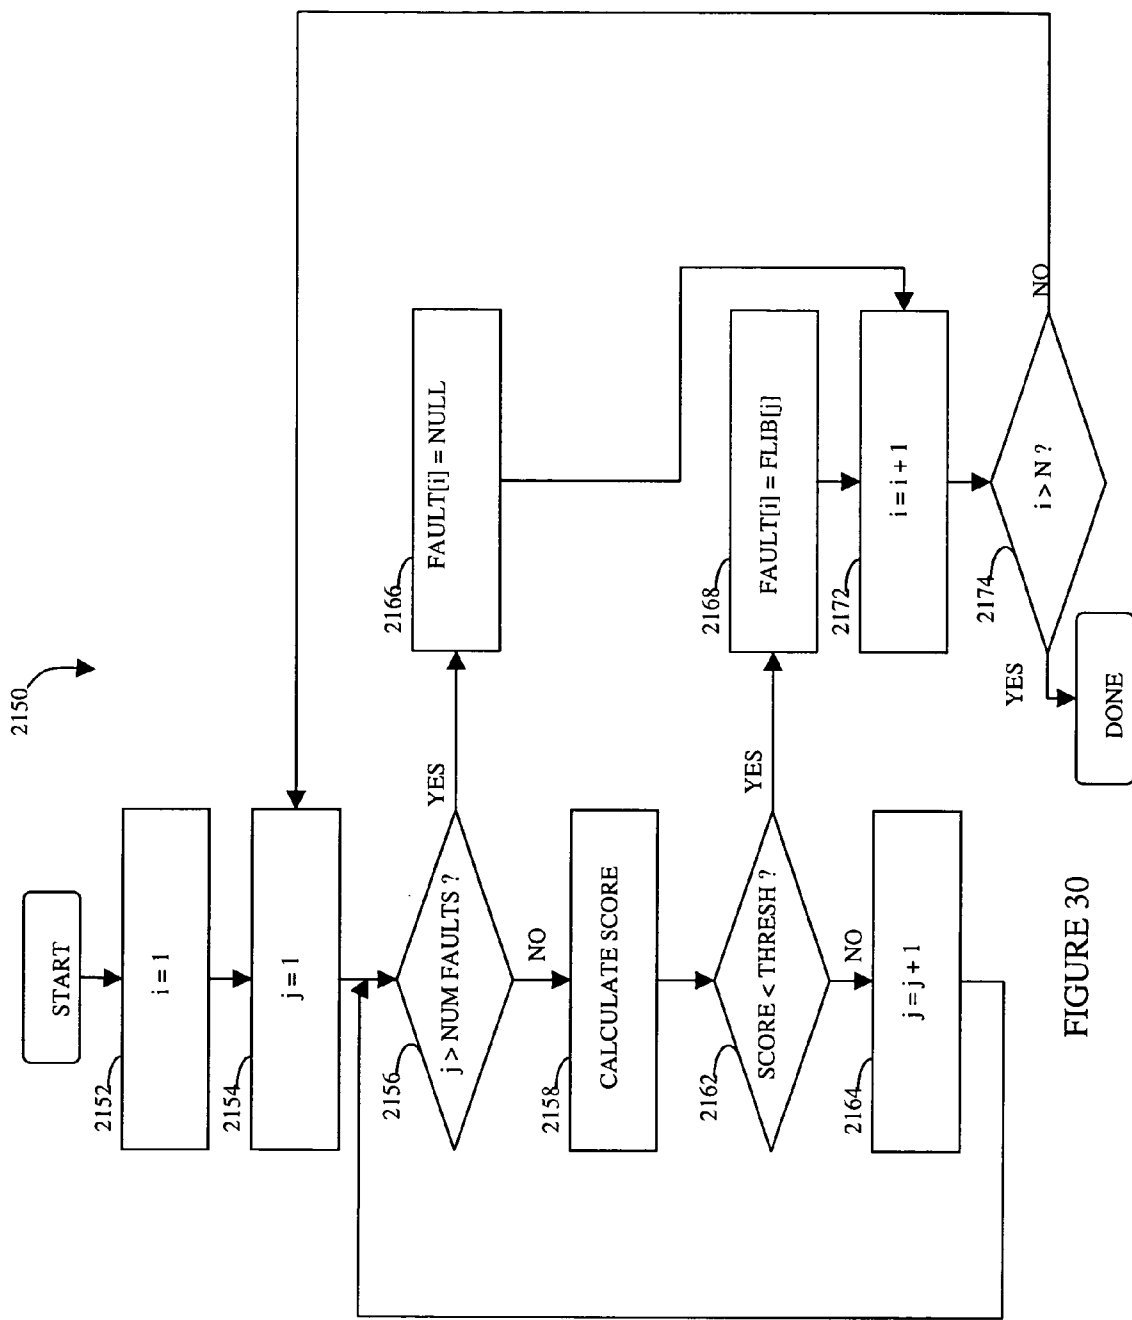 2150
START
2152
i = 1
2154
j = 1
2156
j > NUM FAULTS ?
YES
2166
FAULT[i] = NULL
NO
2158
CALCULATE SCORE
2162
SCORE < THRESH ?
YES
2168
FAULT[i] = FLIB[j]
NO
2164
j = j + 1
2172
i = i + 1
2174
i > N ?
NO
YES
DONE
FIGURE 30